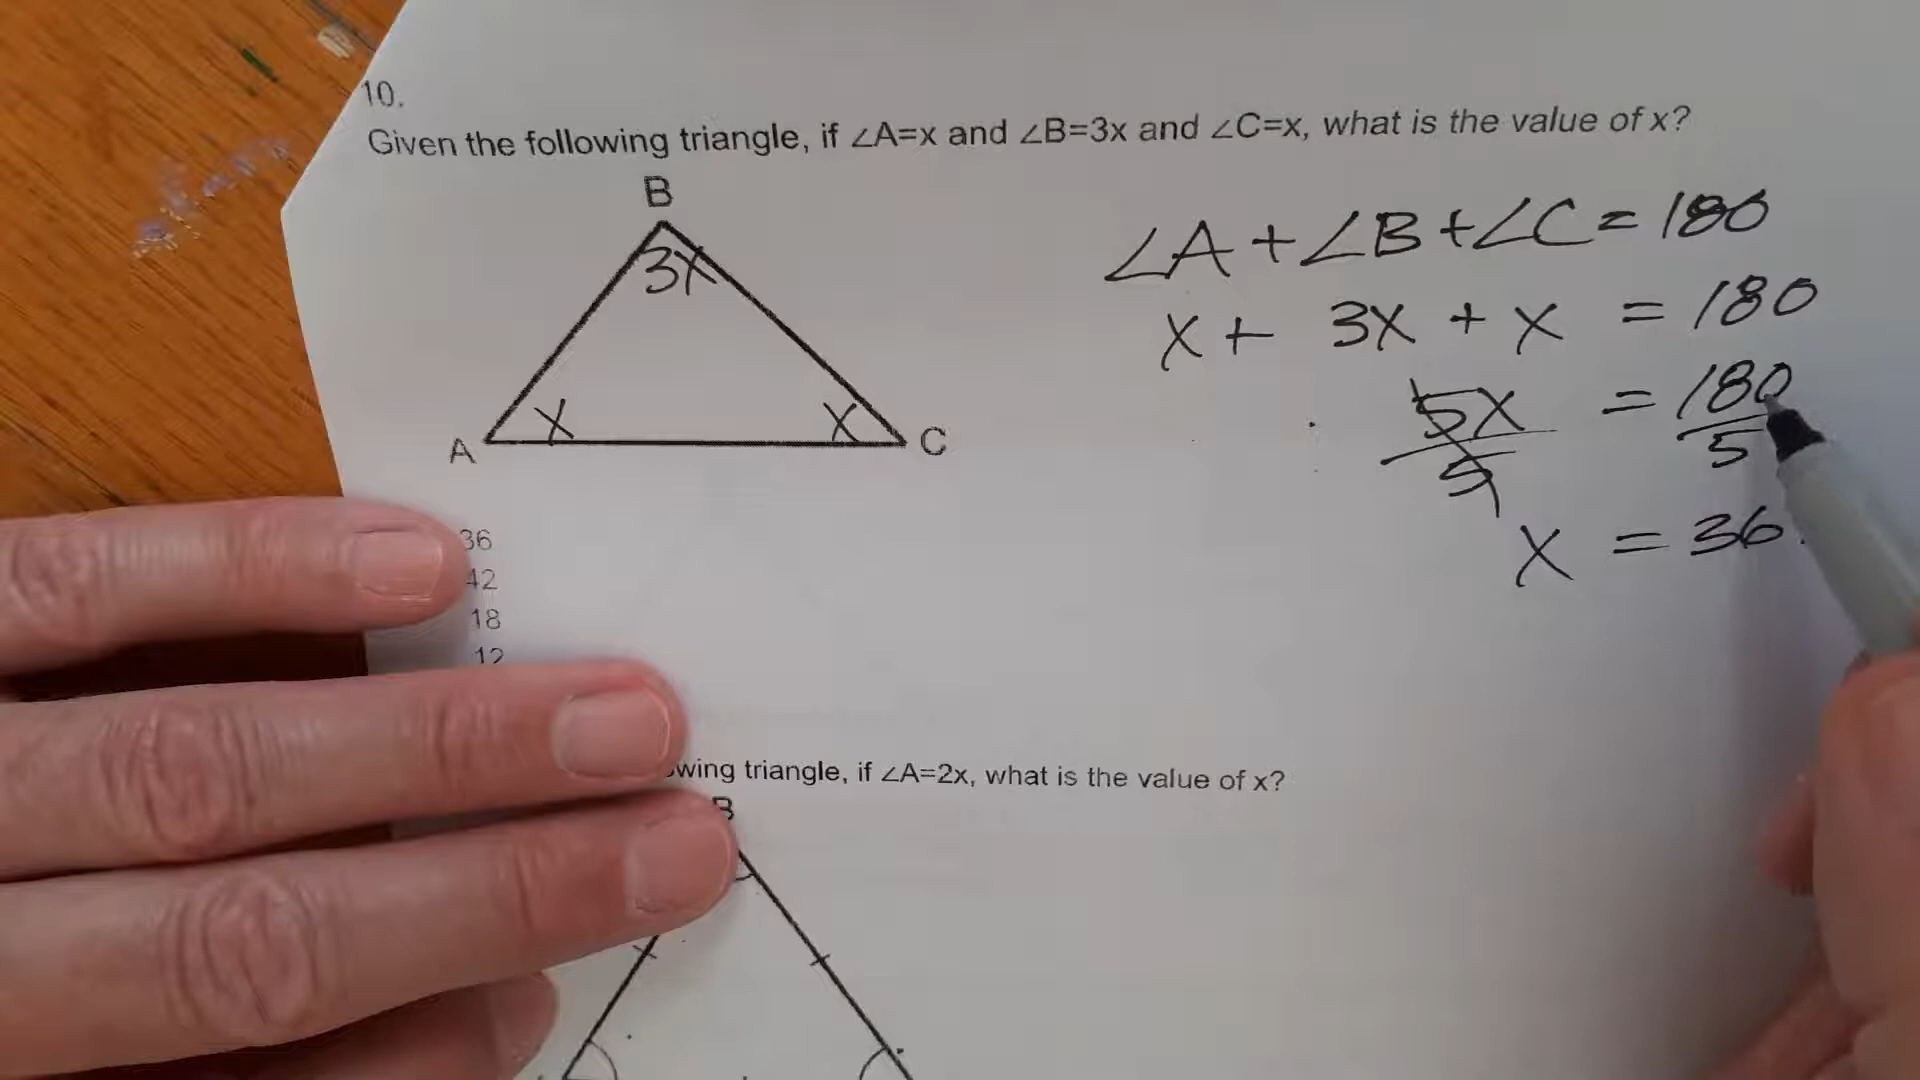 10.
Given the following triangle, if ∠A=x and ∠B=3x and ∠C=x, what is the value of x?
B
3x
x
x
A
C
∠A + ∠B + ∠C = 180
x + 3x + x = 180
5x = 180
5 5
x = 36
36
42
18
12
triangle, if ∠A=2x, what is the value of x?
B